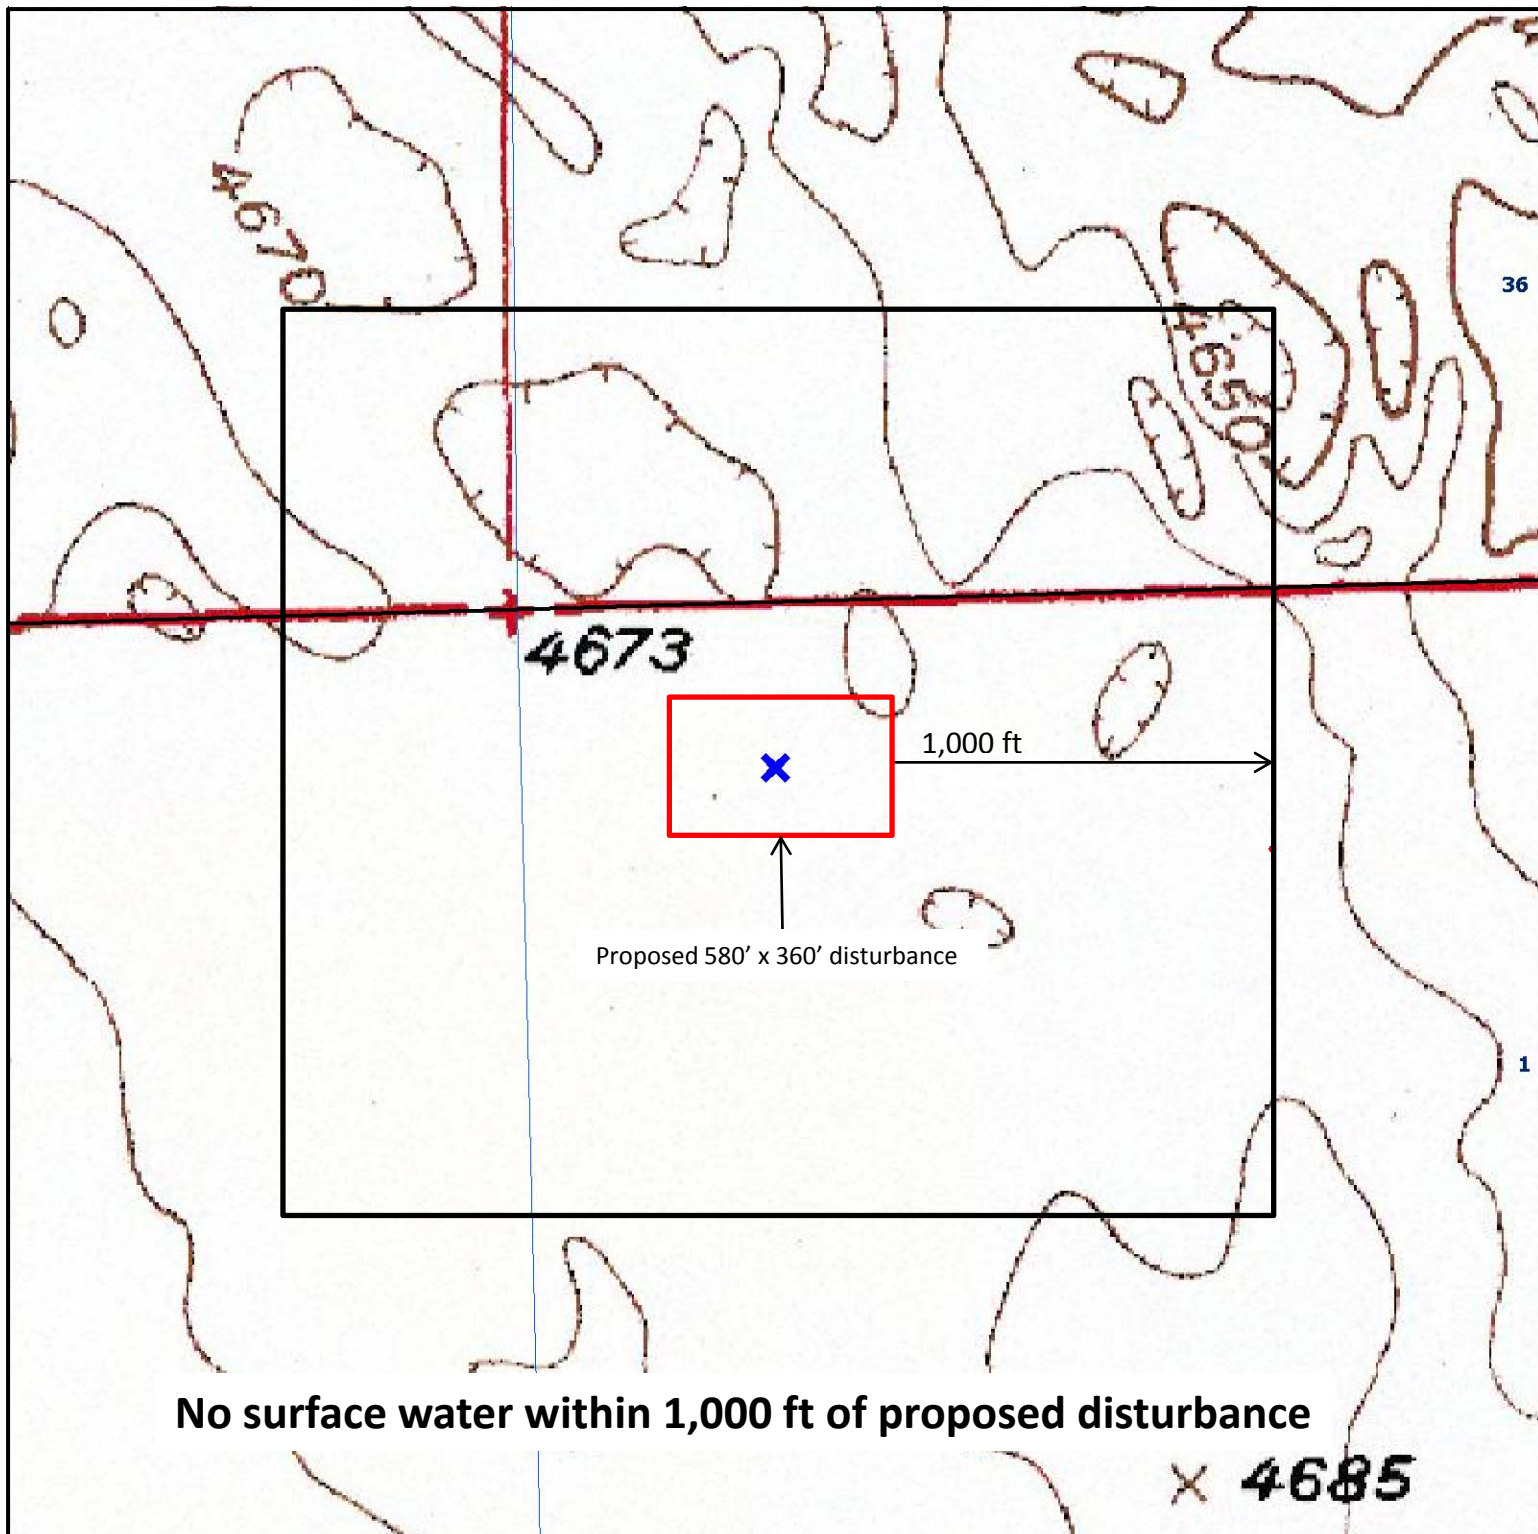 4670
36
4650
4673
1,000 ft
Proposed 580’ x 360’ disturbance
1
No surface water within 1,000 ft of proposed disturbance
4685